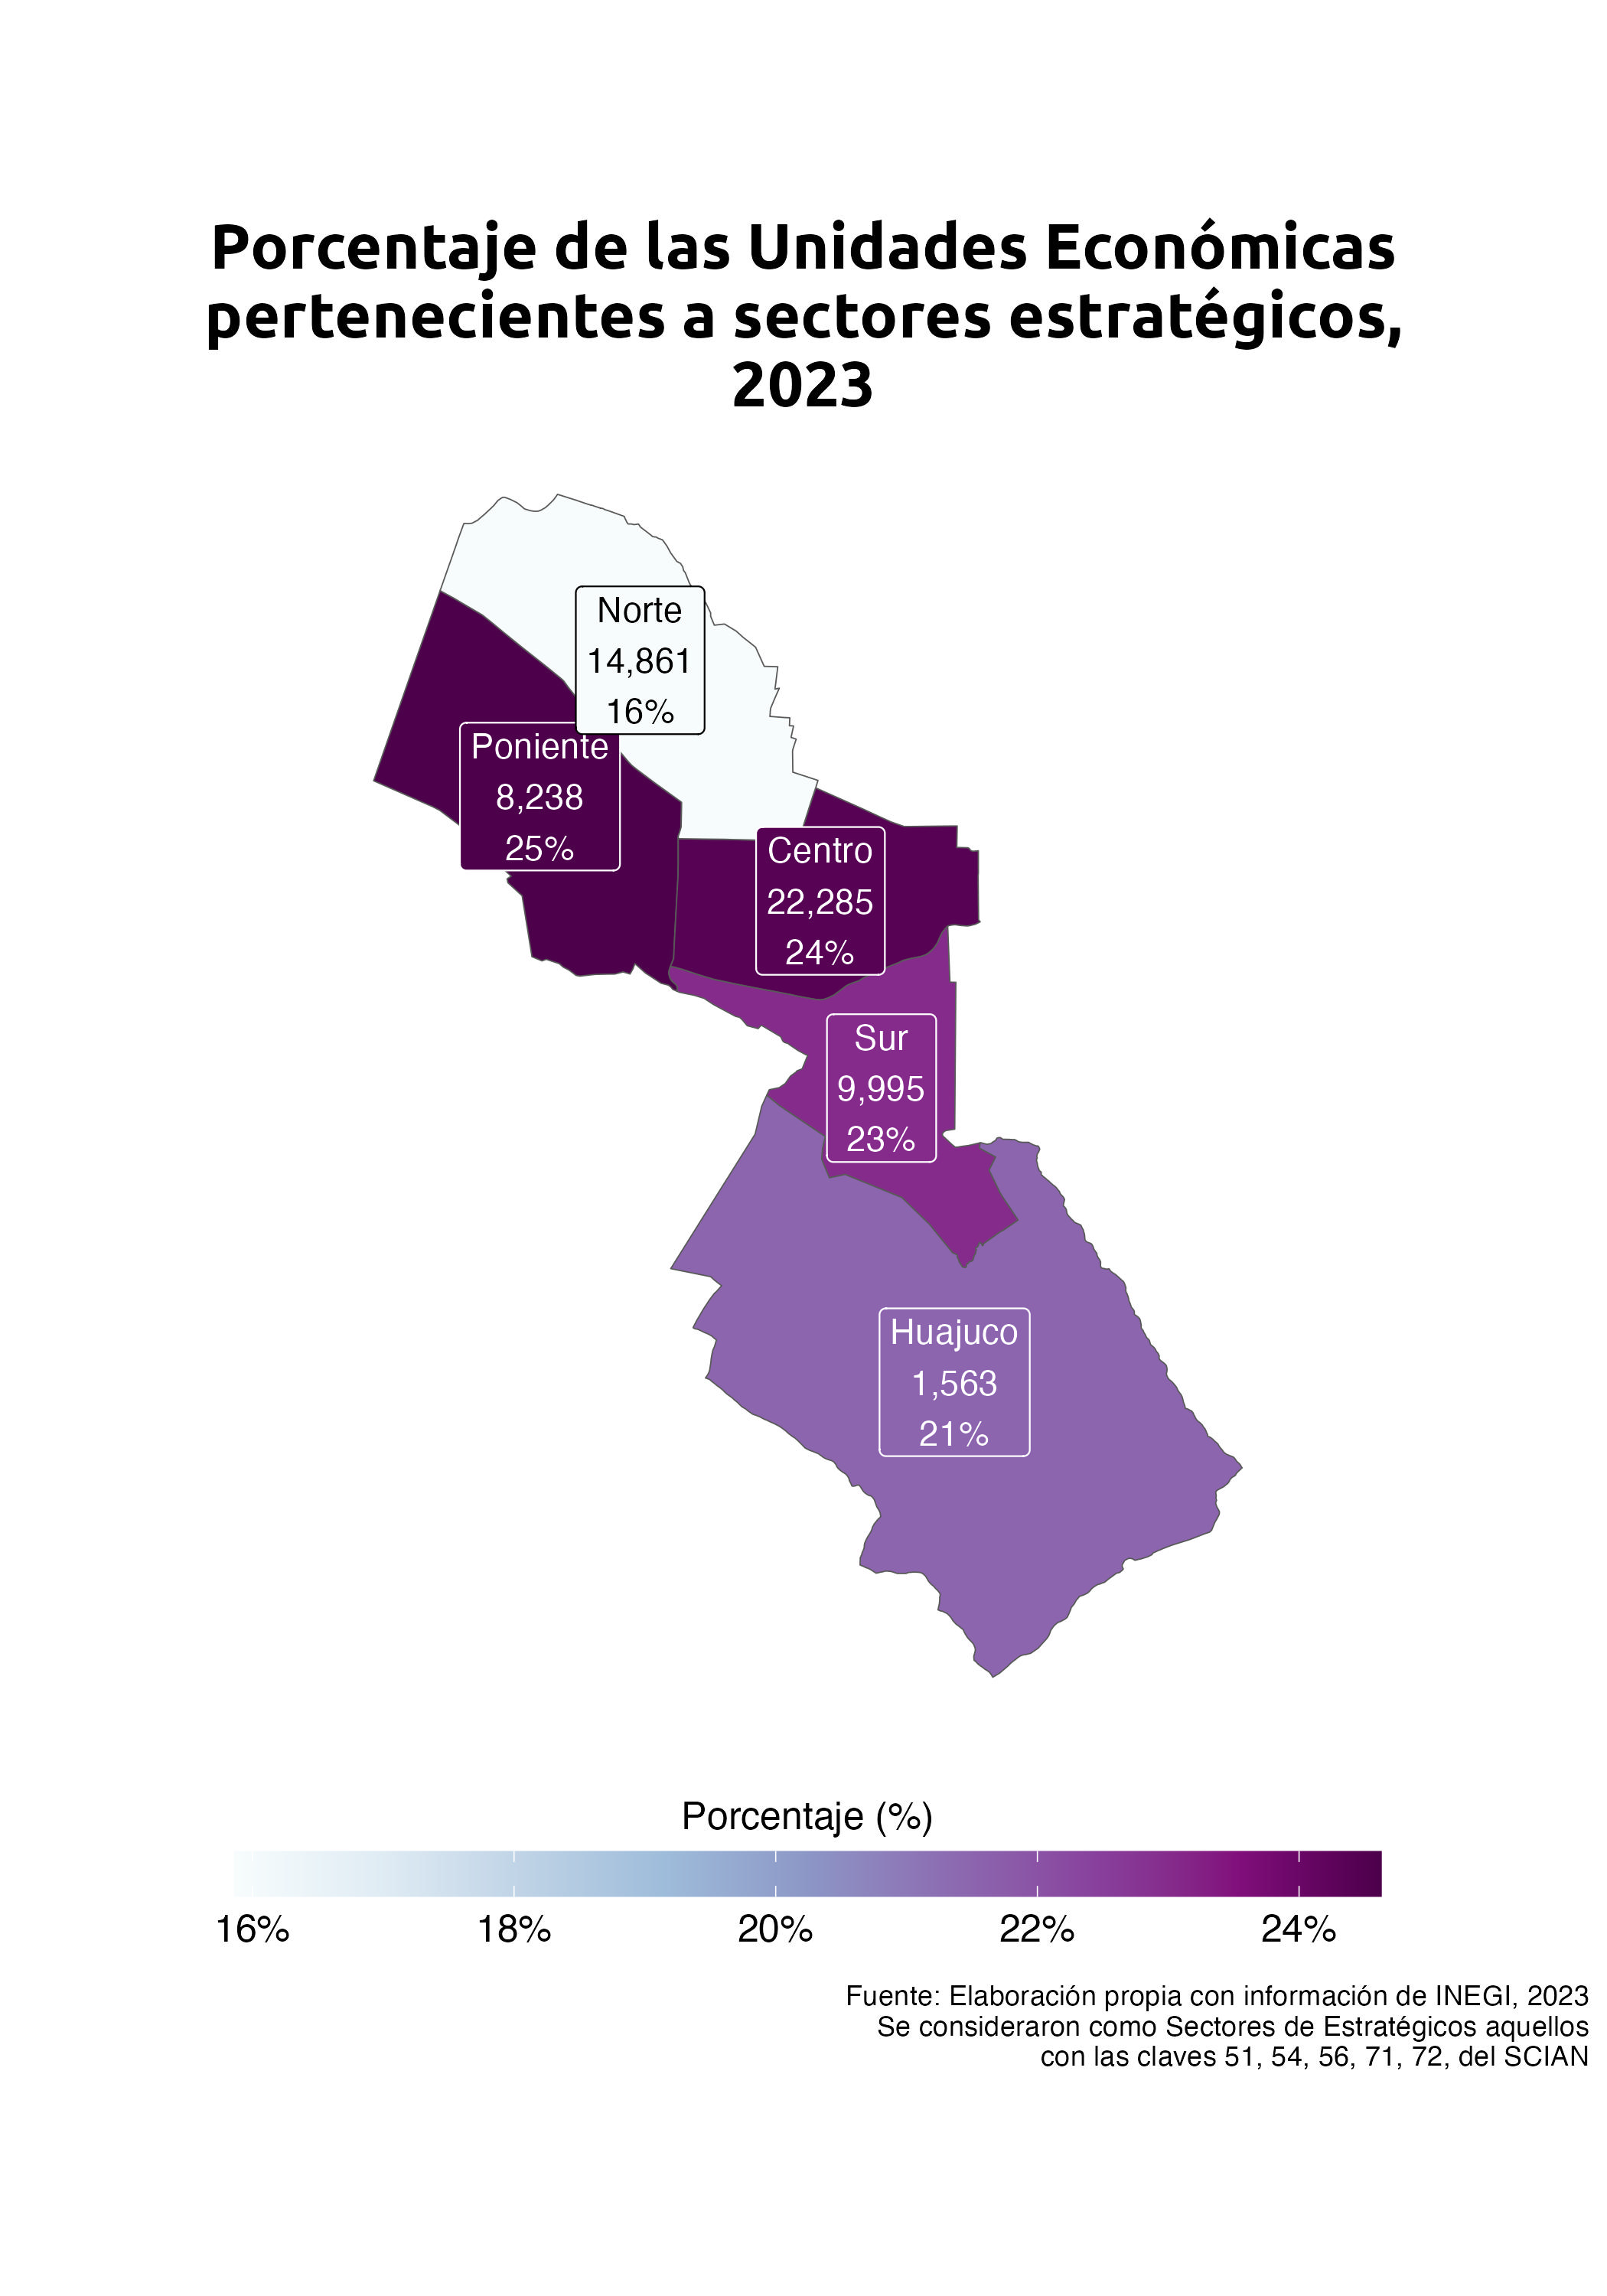 Porcentaje de las Unidades Económicas
pertenecientes a sectores estratégicos,
2023
Norte
14,861
16%
Poniente
8,238
25%
Centro
22,285
24%
Sur
9,995
23%
Huajuco
1,563
21%
Porcentaje (%)
16% 18% 20% 22% 24%
Fuente: Elaboración propia con información de INEGI, 2023
Se consideraron como Sectores de Estratégicos aquellos
con las claves 51, 54, 56, 71, 72, del SCIAN